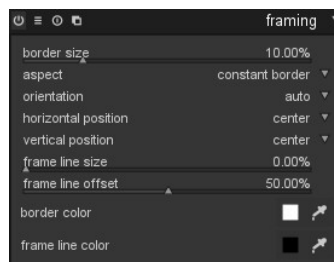 framing
border size 10.00%
aspect constant border
orientation auto
horizontal position center
vertical position center
frame line size 0.00%
frame line offset 50.00%
border color
frame line color